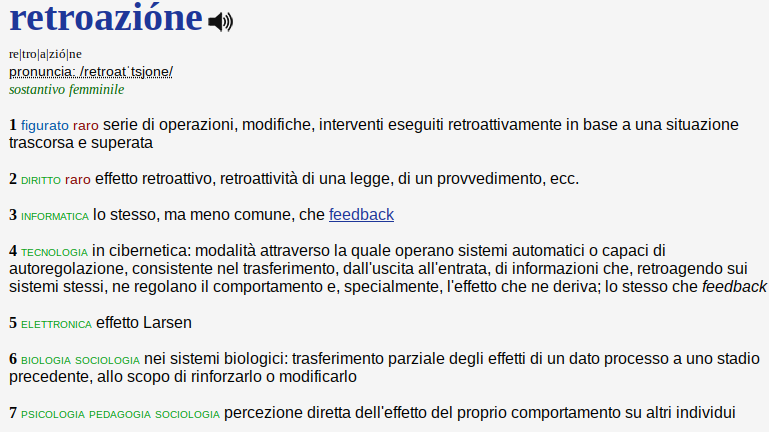 retroazióne
re|tro|a|zió|ne
pronuncia: /retroatˈtsjone/
sostantivo femminile
1 figurato raro serie di operazioni, modifiche, interventi eseguiti retroattivamente in base a una situazione
trascorsa e superata
2 DIRITTO raro effetto retroattivo, retroattività di una legge, di un provvedimento, ecc.
3 INFORMATICA lo stesso, ma meno comune, che feedback
4 TECNOLOGIA in cibernetica: modalità attraverso la quale operano sistemi automatici o capaci di
autoregolazione, consistente nel trasferimento, dall'uscita all'entrata, di informazioni che, retroagendo sui
sistemi stessi, ne regolano il comportamento e, specialmente, l'effetto che ne deriva; lo stesso che feedback
5 ELETTRONICA effetto Larsen
6 BIOLOGIA SOCIOLOGIA nei sistemi biologici: trasferimento parziale degli effetti di un dato processo a uno stadio
precedente, allo scopo di rinforzarlo o modificarlo
7 PSICOLOGIA PEDAGOGIA SOCIOLOGIA percezione diretta dell'effetto del proprio comportamento su altri individui